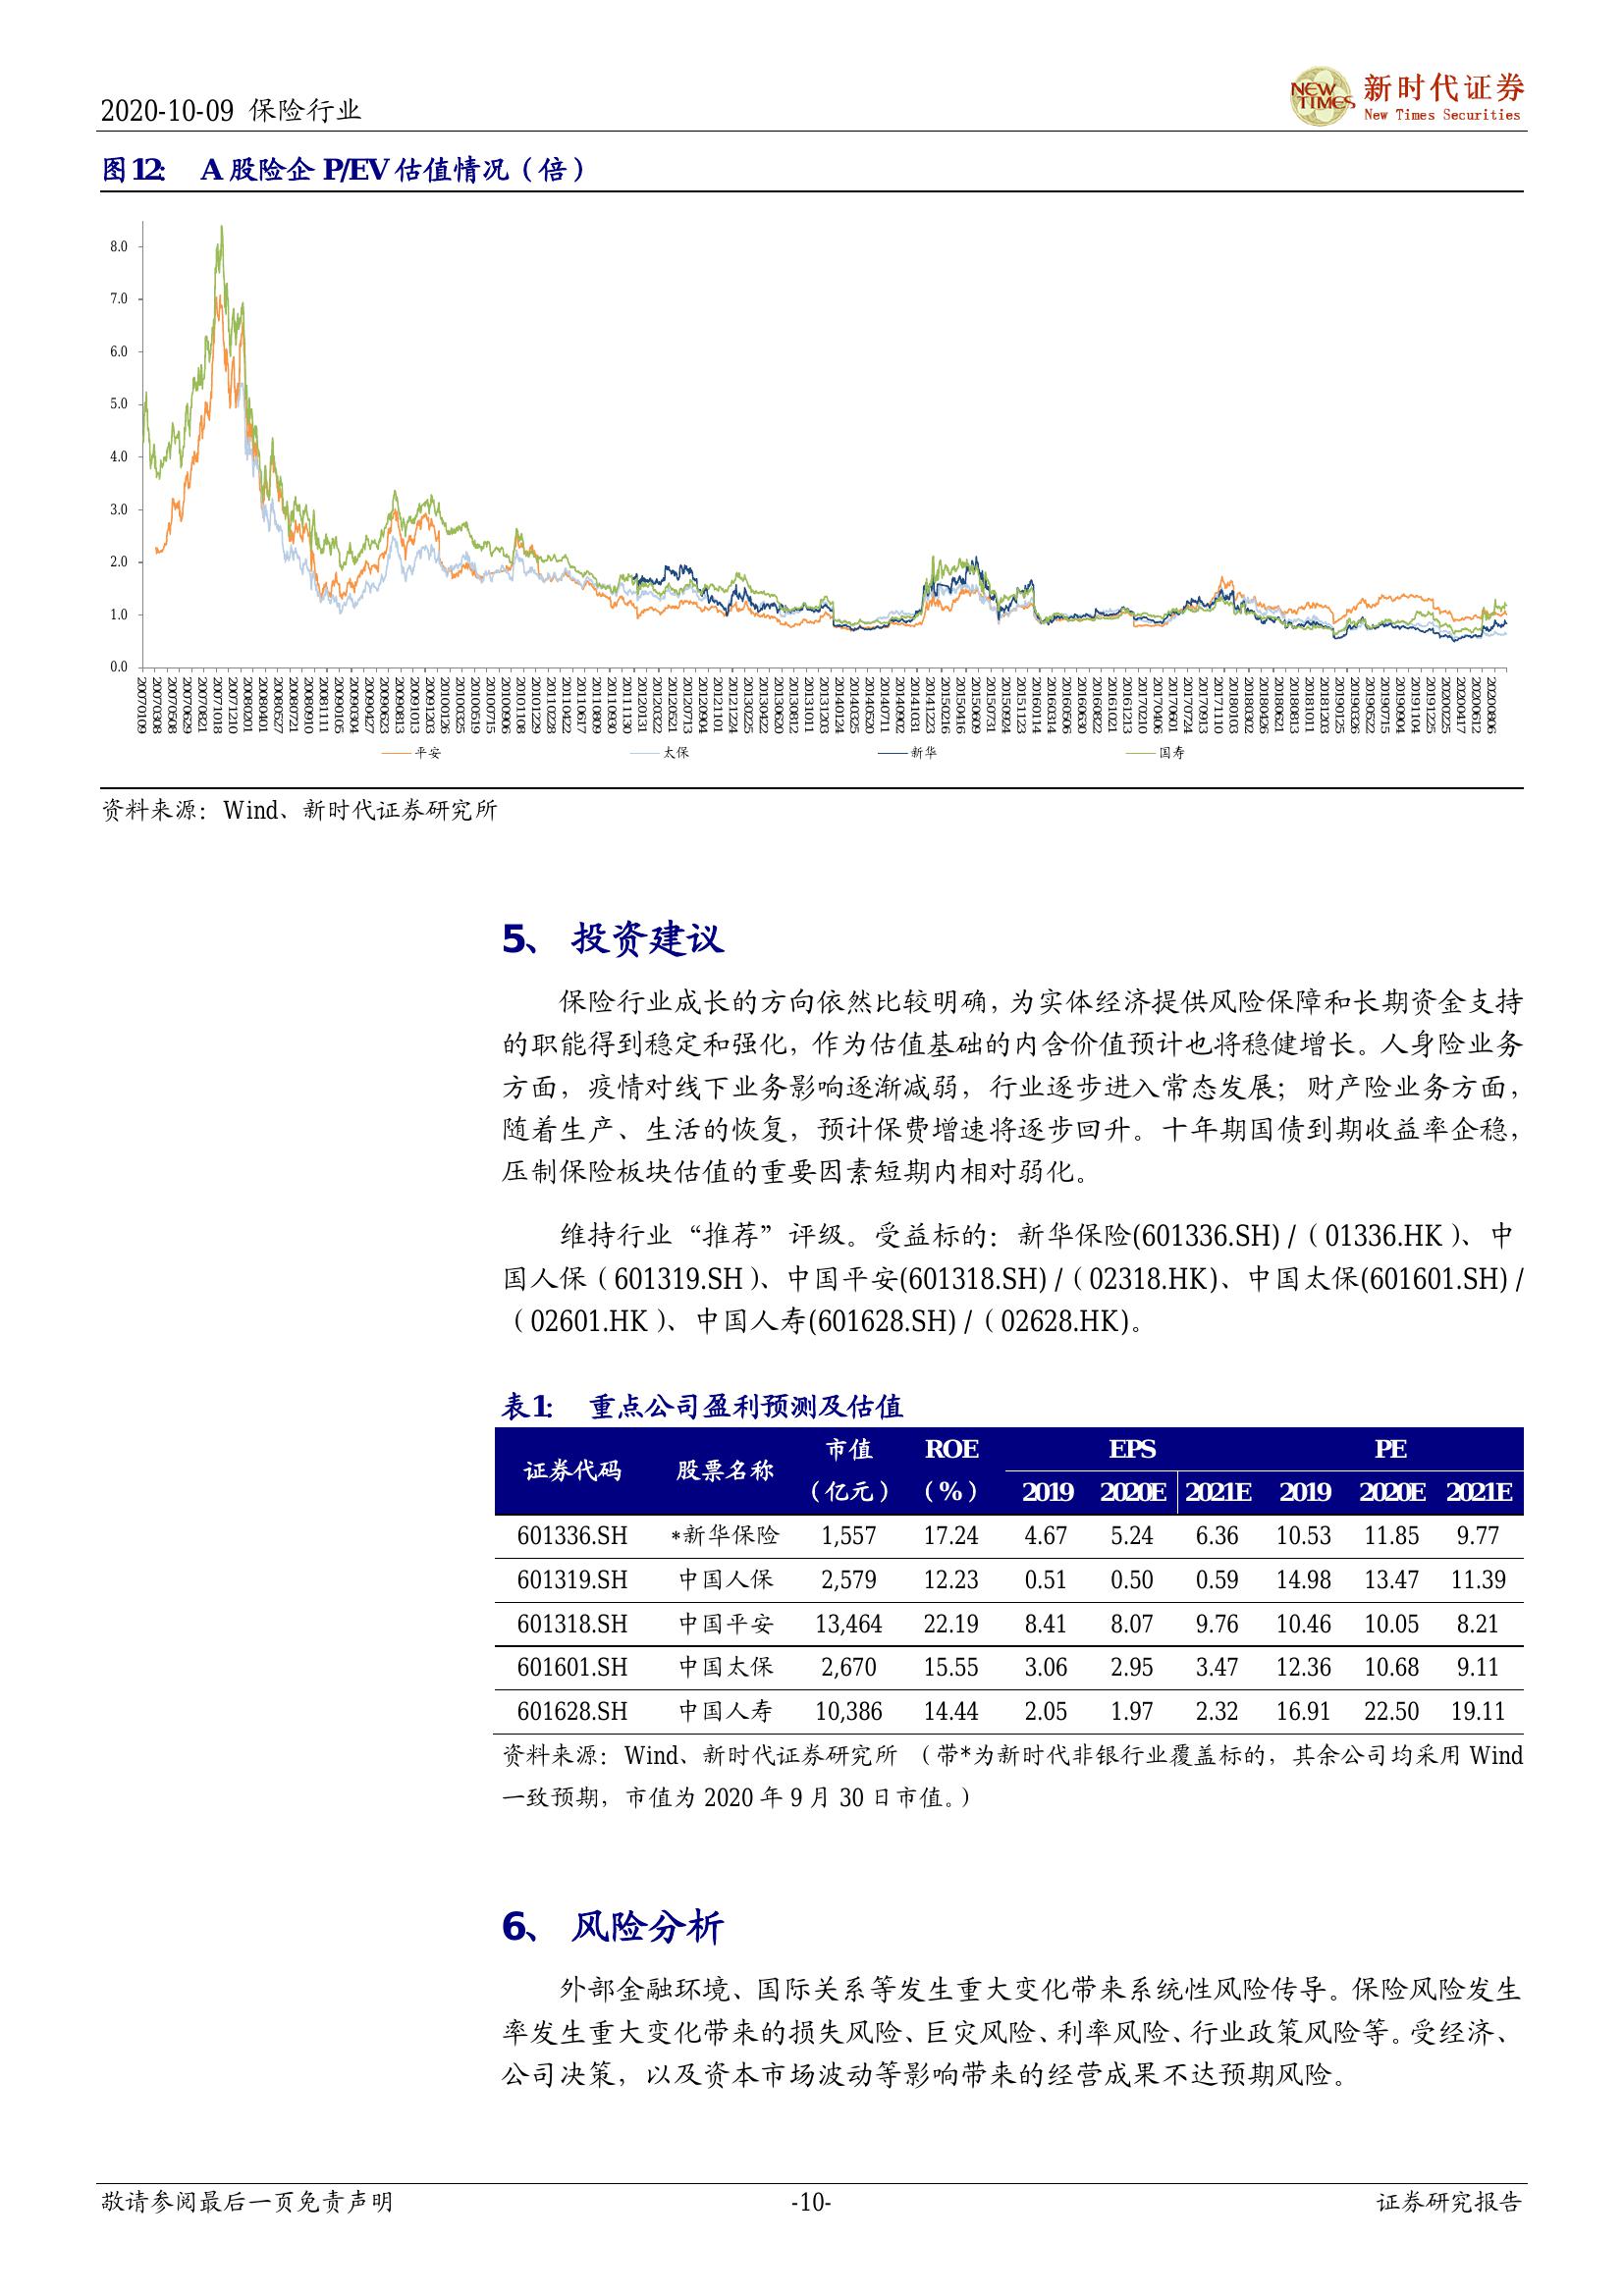 2020-10-09 保险行业
NEW TIMES
新时代证券
New Times Securities
图12: A 股险企 P/EV 估值情况（倍）
8.0
7.0
6.0
5.0
4.0
3.0
2.0
1.0
0.0
20070109 20070308 20070508 20070629 20070821 20071018 20071210 20080201 20080401 20080527 20080721 20080910 20081111 20090105 20090304 20090427 20090623 20090813 20091013 20091203 20100126 20100325 20100519 20100715 20100906 20101108 20101229 20110228 20110422 20110617 20110809 20110930 20111130 20120131 20120322 20120521 20120713 20120904 20121101 20121224 20130225 20130422 20130620 20130812 20131011 20131203 20140124 20140325 20140520 20140711 20140902 20141031 20141223 20150216 20150416 20150609 20150731 20150924 20151123 20160114 20160314 20160506 20160630 20160822 20161021 20161213 20170210 20170406 20170601 20170724 20170913 20171110 20180103 20180302 20180426 20180621 20180813 20181011 20181203 20190125 20190326 20190522 20190715 20190904 20191104 20191225 20200225 20200417 20200612 20200806
平安 太保 新华 国寿
资料来源：Wind、新时代证券研究所
5、 投资建议
保险行业成长的方向依然比较明确，为实体经济提供风险保障和长期资金支持
的职能得到稳定和强化，作为估值基础的内含价值预计也将稳健增长。人身险业务
方面，疫情对线下业务影响逐渐减弱，行业逐步进入常态发展；财产险业务方面，
随着生产、生活的恢复，预计保费增速将逐步回升。十年期国债到期收益率企稳，
压制保险板块估值的重要因素短期内相对弱化。
维持行业“推荐”评级。受益标的：新华保险(601336.SH) /（01336.HK）、中
国人保（601319.SH）、中国平安(601318.SH) /（02318.HK)、中国太保(601601.SH) /
（02601.HK）、中国人寿(601628.SH) /（02628.HK)。
表1: 重点公司盈利预测及估值
证券代码 股票名称 市值（亿元） ROE（%） EPS PE
2019 2020E 2021E 2019 2020E 2021E
601336.SH *新华保险 1,557 17.24 4.67 5.24 6.36 10.53 11.85 9.77
601319.SH 中国人保 2,579 12.23 0.51 0.50 0.59 14.98 13.47 11.39
601318.SH 中国平安 13,464 22.19 8.41 8.07 9.76 10.46 10.05 8.21
601601.SH 中国太保 2,670 15.55 3.06 2.95 3.47 12.36 10.68 9.11
601628.SH 中国人寿 10,386 14.44 2.05 1.97 2.32 16.91 22.50 19.11
资料来源：Wind、新时代证券研究所 （带*为新时代非银行业覆盖标的，其余公司均采用 Wind
一致预期，市值为 2020 年 9 月 30 日市值。）
6、 风险分析
外部金融环境、国际关系等发生重大变化带来系统性风险传导。保险风险发生
率发生重大变化带来的损失风险、巨灾风险、利率风险、行业政策风险等。受经济、
公司决策，以及资本市场波动等影响带来的经营成果不达预期风险。
敬请参阅最后一页免责声明
-10-
证券研究报告